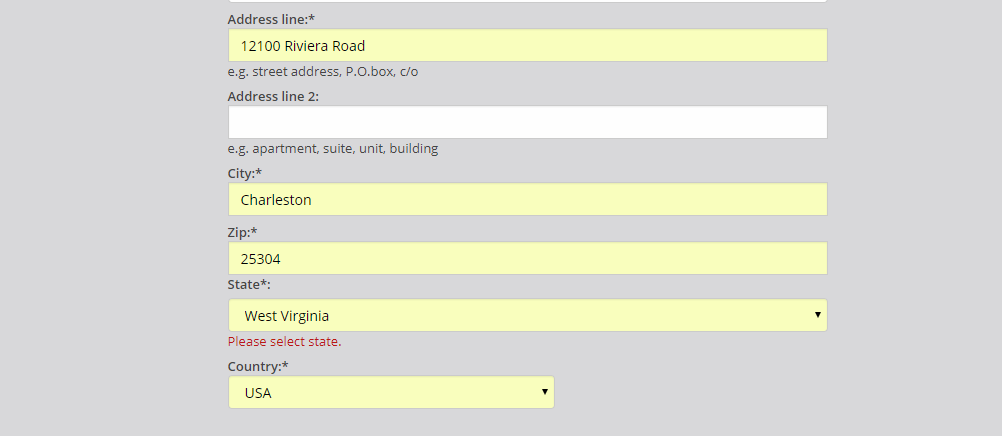 Address line:*
12100 Riviera Road
e.g. street address, P.O.box, c/o
Address line 2:
e.g. apartment, suite, unit, building
City:*
Charleston
Zip:*
25304
State*:
West Virginia
Please select state.
Country:*
USA